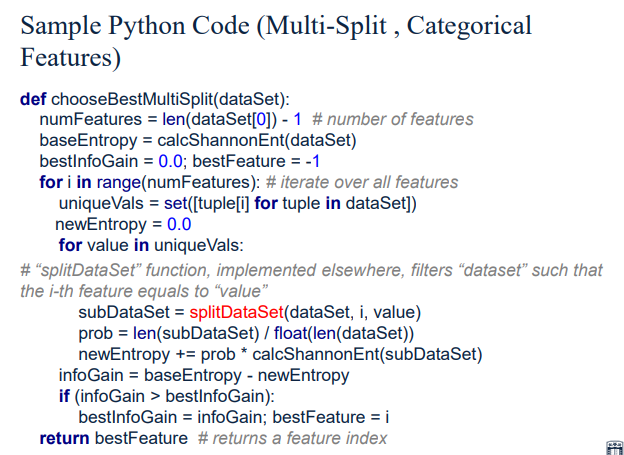 Sample Python Code (Multi-Split , Categorical
Features)
def chooseBestMultiSplit(dataSet):
numFeatures = len(dataSet[0]) - 1 # number of features
baseEntropy = calcShannonEnt(dataSet)
bestInfoGain = 0.0; bestFeature = -1
for i in range(numFeatures): # iterate over all features
uniqueVals = set([tuple[i] for tuple in dataSet])
newEntropy = 0.0
for value in uniqueVals:
# “splitDataSet” function, implemented elsewhere, filters “dataset” such that
the i-th feature equals to “value”
subDataSet = splitDataSet(dataSet, i, value)
prob = len(subDataSet) / float(len(dataSet))
newEntropy += prob * calcShannonEnt(subDataSet)
infoGain = baseEntropy - newEntropy
if (infoGain > bestInfoGain):
bestInfoGain = infoGain; bestFeature = i
return bestFeature # returns a feature index